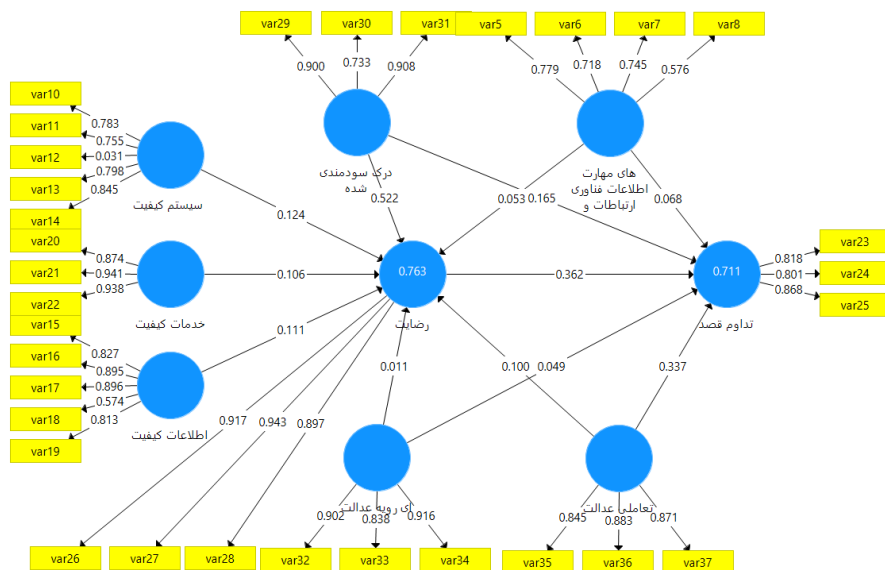 var29
var30
var31
var5
var6
var7
var8
0.900
0.733
0.908
0.779
0.718
0.745
0.576
var10
var11
var12
var13
var14
0.783
0.755
0.031
0.798
0.845
سیستم کیفیت
درک سودمندی
شده
های مهارت
اطلاعات فناوری
ارتباطات و
0.522
0.053
0.165
0.068
0.124
var20
var21
var22
0.874
0.941
0.938
خدمات کیفیت
0.106
0.763
رضایت
0.362
0.711
تداوم قصد
0.818
0.801
0.868
var23
var24
var25
var15
var16
var17
var18
var19
0.827
0.895
0.896
0.574
0.813
اطلاعات کیفیت
0.111
0.011
0.100
0.049
0.337
0.917
0.943
0.897
ای رویه عدالت
تعاملی عدالت
0.902
0.838
0.916
0.845
0.883
0.871
var26
var27
var28
var32
var33
var34
var35
var36
var37